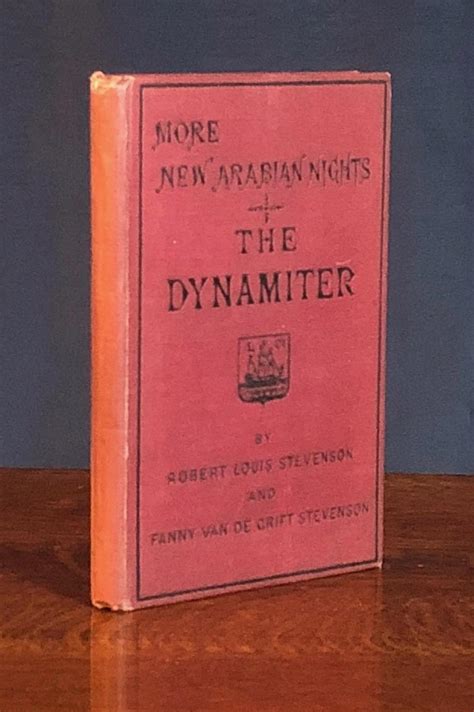 MORE
NEW ARABIAN NIGHTS
THE
DYNAMITER
BY
ROBERT LOUIS STEVENSON
AND
FANNY VAN DE GRIFT STEVENSON